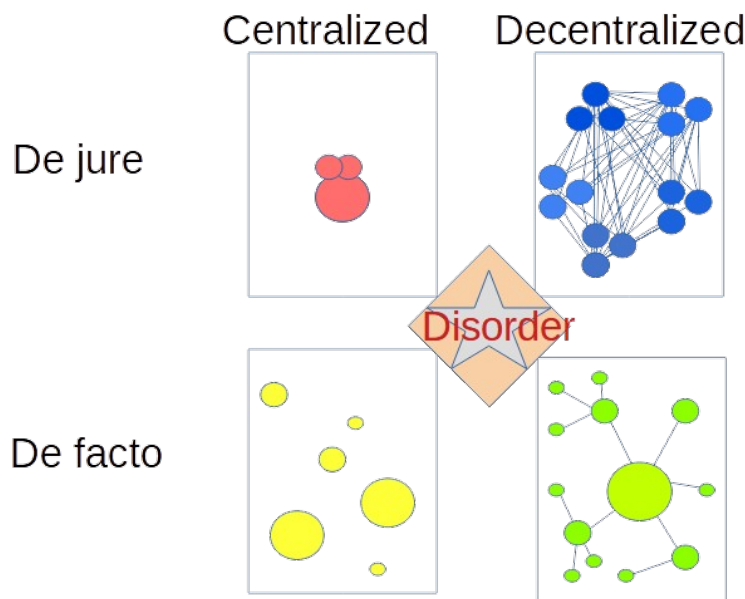 Centralized
Decentralized
De jure
Disorder
De facto